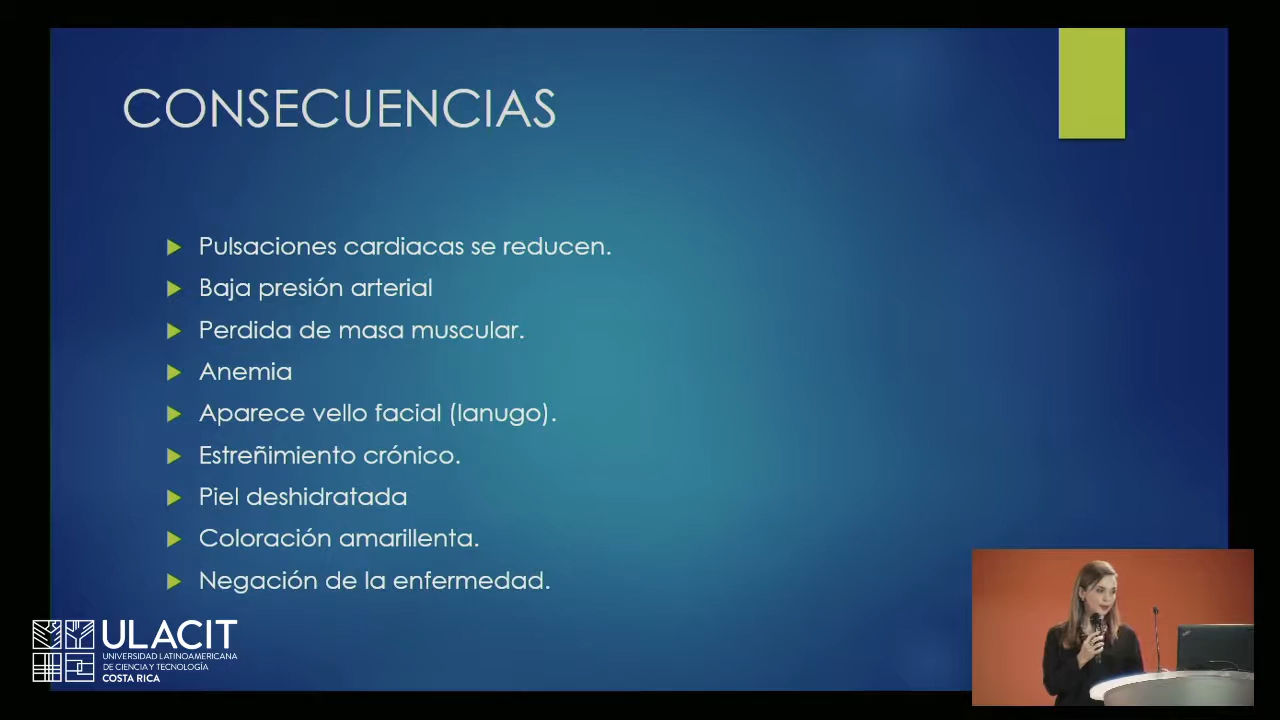 CONSECUENCIAS
Pulsaciones cardiacas se reducen.
Baja presión arterial
Perdida de masa muscular.
Anemia
Aparece vello facial (lanugo).
Estreñimiento crónico.
Piel deshidratada
Coloración amarillenta.
Negación de la enfermedad.
ULACIT
UNIVERSIDAD LATINOAMERICANA
DE CIENCIA Y TECNOLOGÍA
COSTA RICA